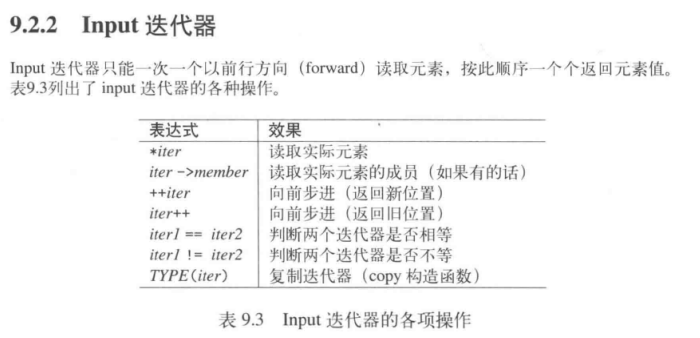 9.2.2 Input 迭代器
Input 迭代器只能一次一个以前行方向（forward）读取元素，按此顺序一个个返回元素值。
表9.3列出了 input 迭代器的各种操作。
表达式 效果
*iter 读取实际元素
iter ->member 读取实际元素的成员（如果有的话）
++iter 向前步进（返回新位置）
iter++ 向前步进（返回旧位置）
iter1 == iter2 判断两个迭代器是否相等
iter1 != iter2 判断两个迭代器是否不等
TYPE(iter) 复制迭代器（copy 构造函数）
表 9.3 Input 迭代器的各项操作